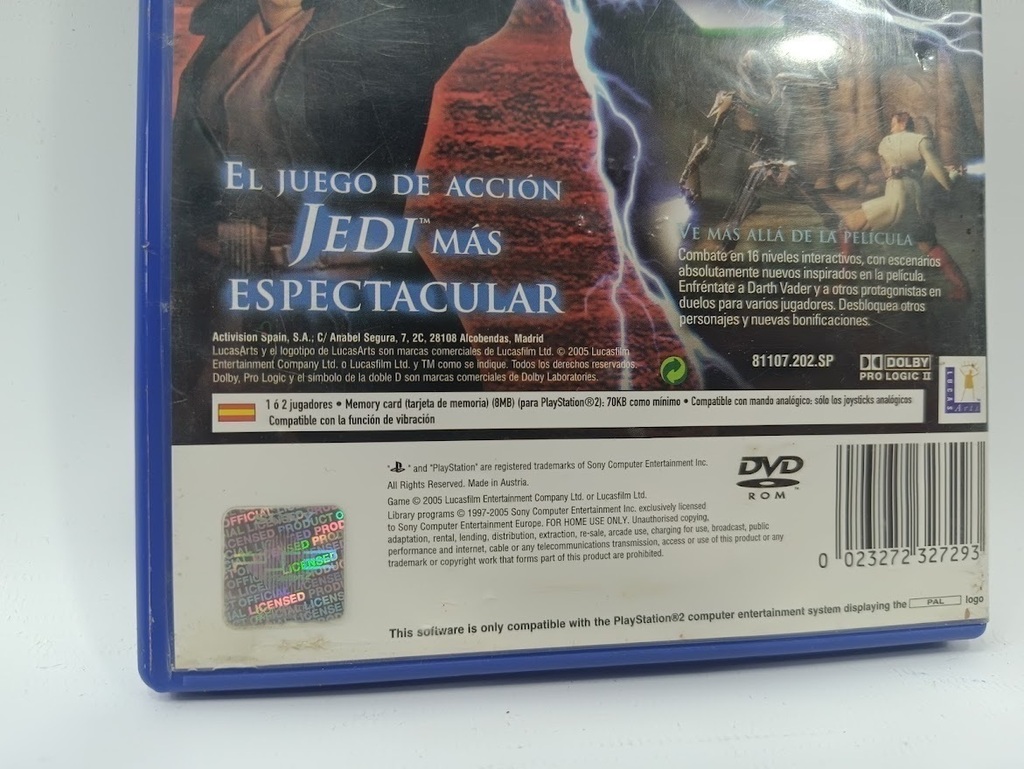 EL JUEGO DE ACCIÓN
JEDI™ MÁS
ESPECTACULAR
VE MÁS ALLÁ DE LA PELÍCULA
Combate en 16 niveles interactivos, con escenarios
absolutamente nuevos inspirados en la película.
Enfréntate a Darth Vader y a otros protagonistas en
duelos para varios jugadores. Desbloquea otros
personajes y nuevas bonificaciones.
Activision Spain, S.A.; C/ Anabel Segura, 7, 2C, 28108 Alcobendas, Madrid
LucasArts y el logotipo de LucasArts son marcas comerciales de Lucasfilm Ltd. © 2005 Lucasfilm
Entertainment Company Ltd. o Lucasfilm Ltd. y TM como se indique. Todos los derechos reservados.
Dolby, Pro Logic y el símbolo de la doble D son marcas comerciales de Dolby Laboratories.
81107.202.SP
DOLBY
PRO LOGIC II
LUCAS
Arts
1 ó 2 jugadores • Memory card (tarjeta de memoria) (8MB) (para PlayStation®2): 70KB como mínimo • Compatible con mando analógico: sólo los joysticks analógicos
Compatible con la función de vibración
" " and "PlayStation" are registered trademarks of Sony Computer Entertainment Inc.
All Rights Reserved. Made in Austria.
Game © 2005 Lucasfilm Entertainment Company Ltd. or Lucasfilm Ltd.
Library programs © 1997-2005 Sony Computer Entertainment Inc. exclusively licensed
to Sony Computer Entertainment Europe. FOR HOME USE ONLY. Unauthorised copying,
adaptation, rental, lending, distribution, extraction, re-sale, arcade use, charging for use, broadcast, public
performance and internet, cable or any telecommunications transmission, access or use of this product or any
trademark or copyright work that forms part of this product are prohibited.
DVD
ROM
0 023272 327293
OFFICIAL
LICENSED PRODUCT
LICENSED
LICENSED PRODUCT
This software is only compatible with the PlayStation®2 computer entertainment system displaying the PAL logo